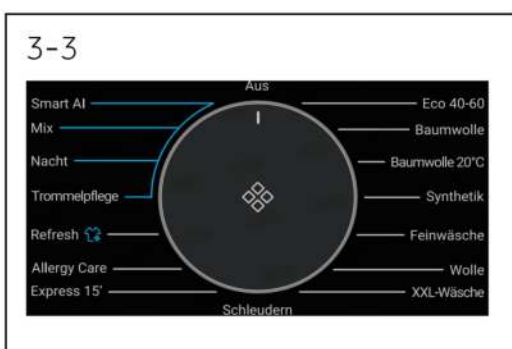 3-3
Aus
Smart AI
Mix
Nacht
Trommelpflege
Refresh
Allergy Care
Express 15'
Schleudern
Eco 40-60
Baumwolle
Baumwolle 20°C
Synthetik
Feinwäsche
Wolle
XXL-Wäsche